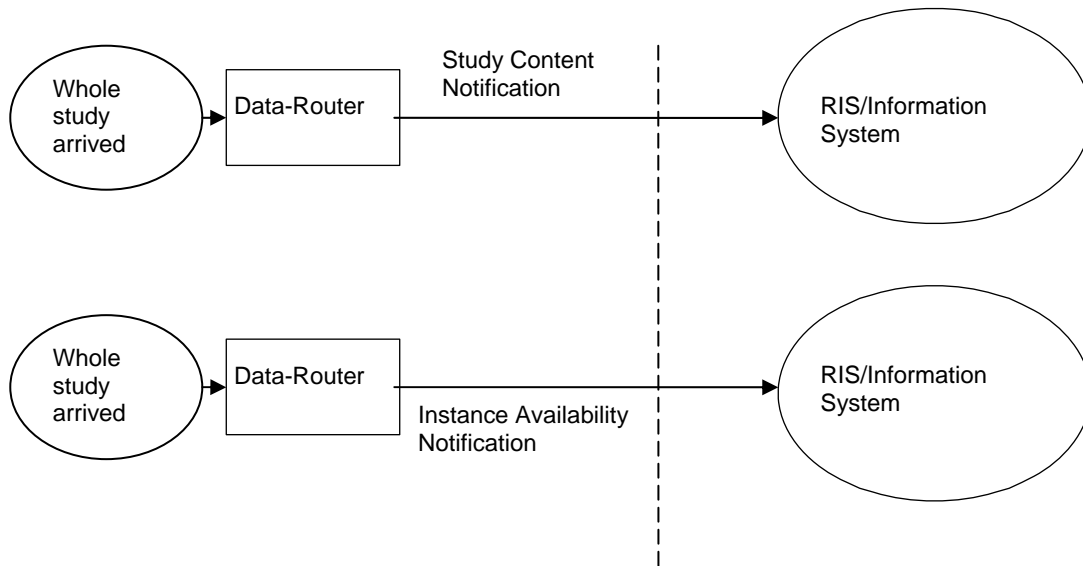 Whole
study
arrived
Data-Router
Study Content
Notification
RIS/Information
System
Whole
study
arrived
Data-Router
Instance Availability
Notification
RIS/Information
System